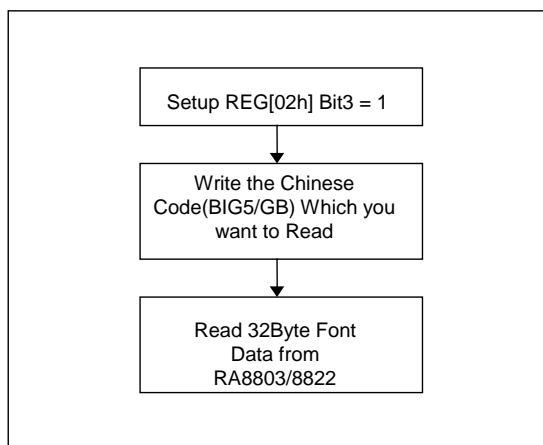 Setup REG[02h] Bit3 = 1
Write the Chinese
Code(BIG5/GB) Which you
want to Read
Read 32Byte Font
Data from
RA8803/8822